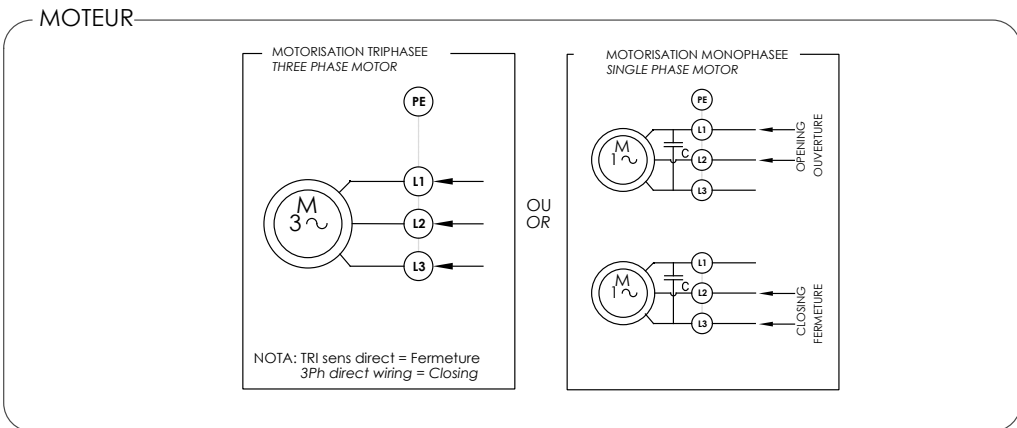 MOTEUR
MOTORISATION TRIPHASEE
THREE PHASE MOTOR
PE
L1
M
3~
L2
L3
NOTA: TRI sens direct = Fermeture
3Ph direct wiring = Closing
OU
OR
MOTORISATION MONOPHASEE
SINGLE PHASE MOTOR
PE
L1
M
1~
C
L2
L3
OPENING
OUVERTURE
L1
M
1~
C
L2
L3
CLOSING
FERMETURE